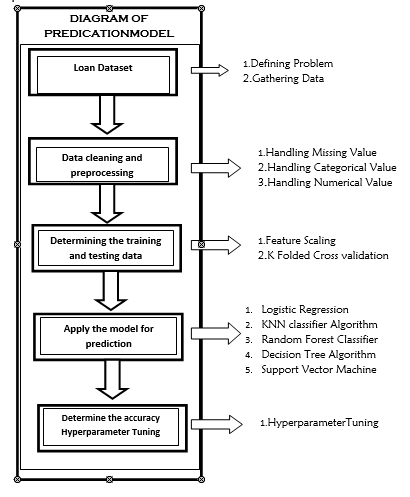 DIAGRAM OF
PREDICATIONMODEL
Loan Dataset
1.Defining Problem
2.Gathering Data
Data cleaning and
preprocessing
1.Handling Missing Value
2.Handling Categorical Value
3.Handling Numerical Value
Determining the training
and testing data
1.Feature Scaling
2.K Folded Cross validation
Apply the model for
prediction
1. Logistic Regression
2. KNN classifier Algorithm
3. Random Forest Classifier
4. Decision Tree Algorithm
5. Support Vector Machine
Determine the accuracy
Hyperparameter Tuning
1.HyperparameterTuning